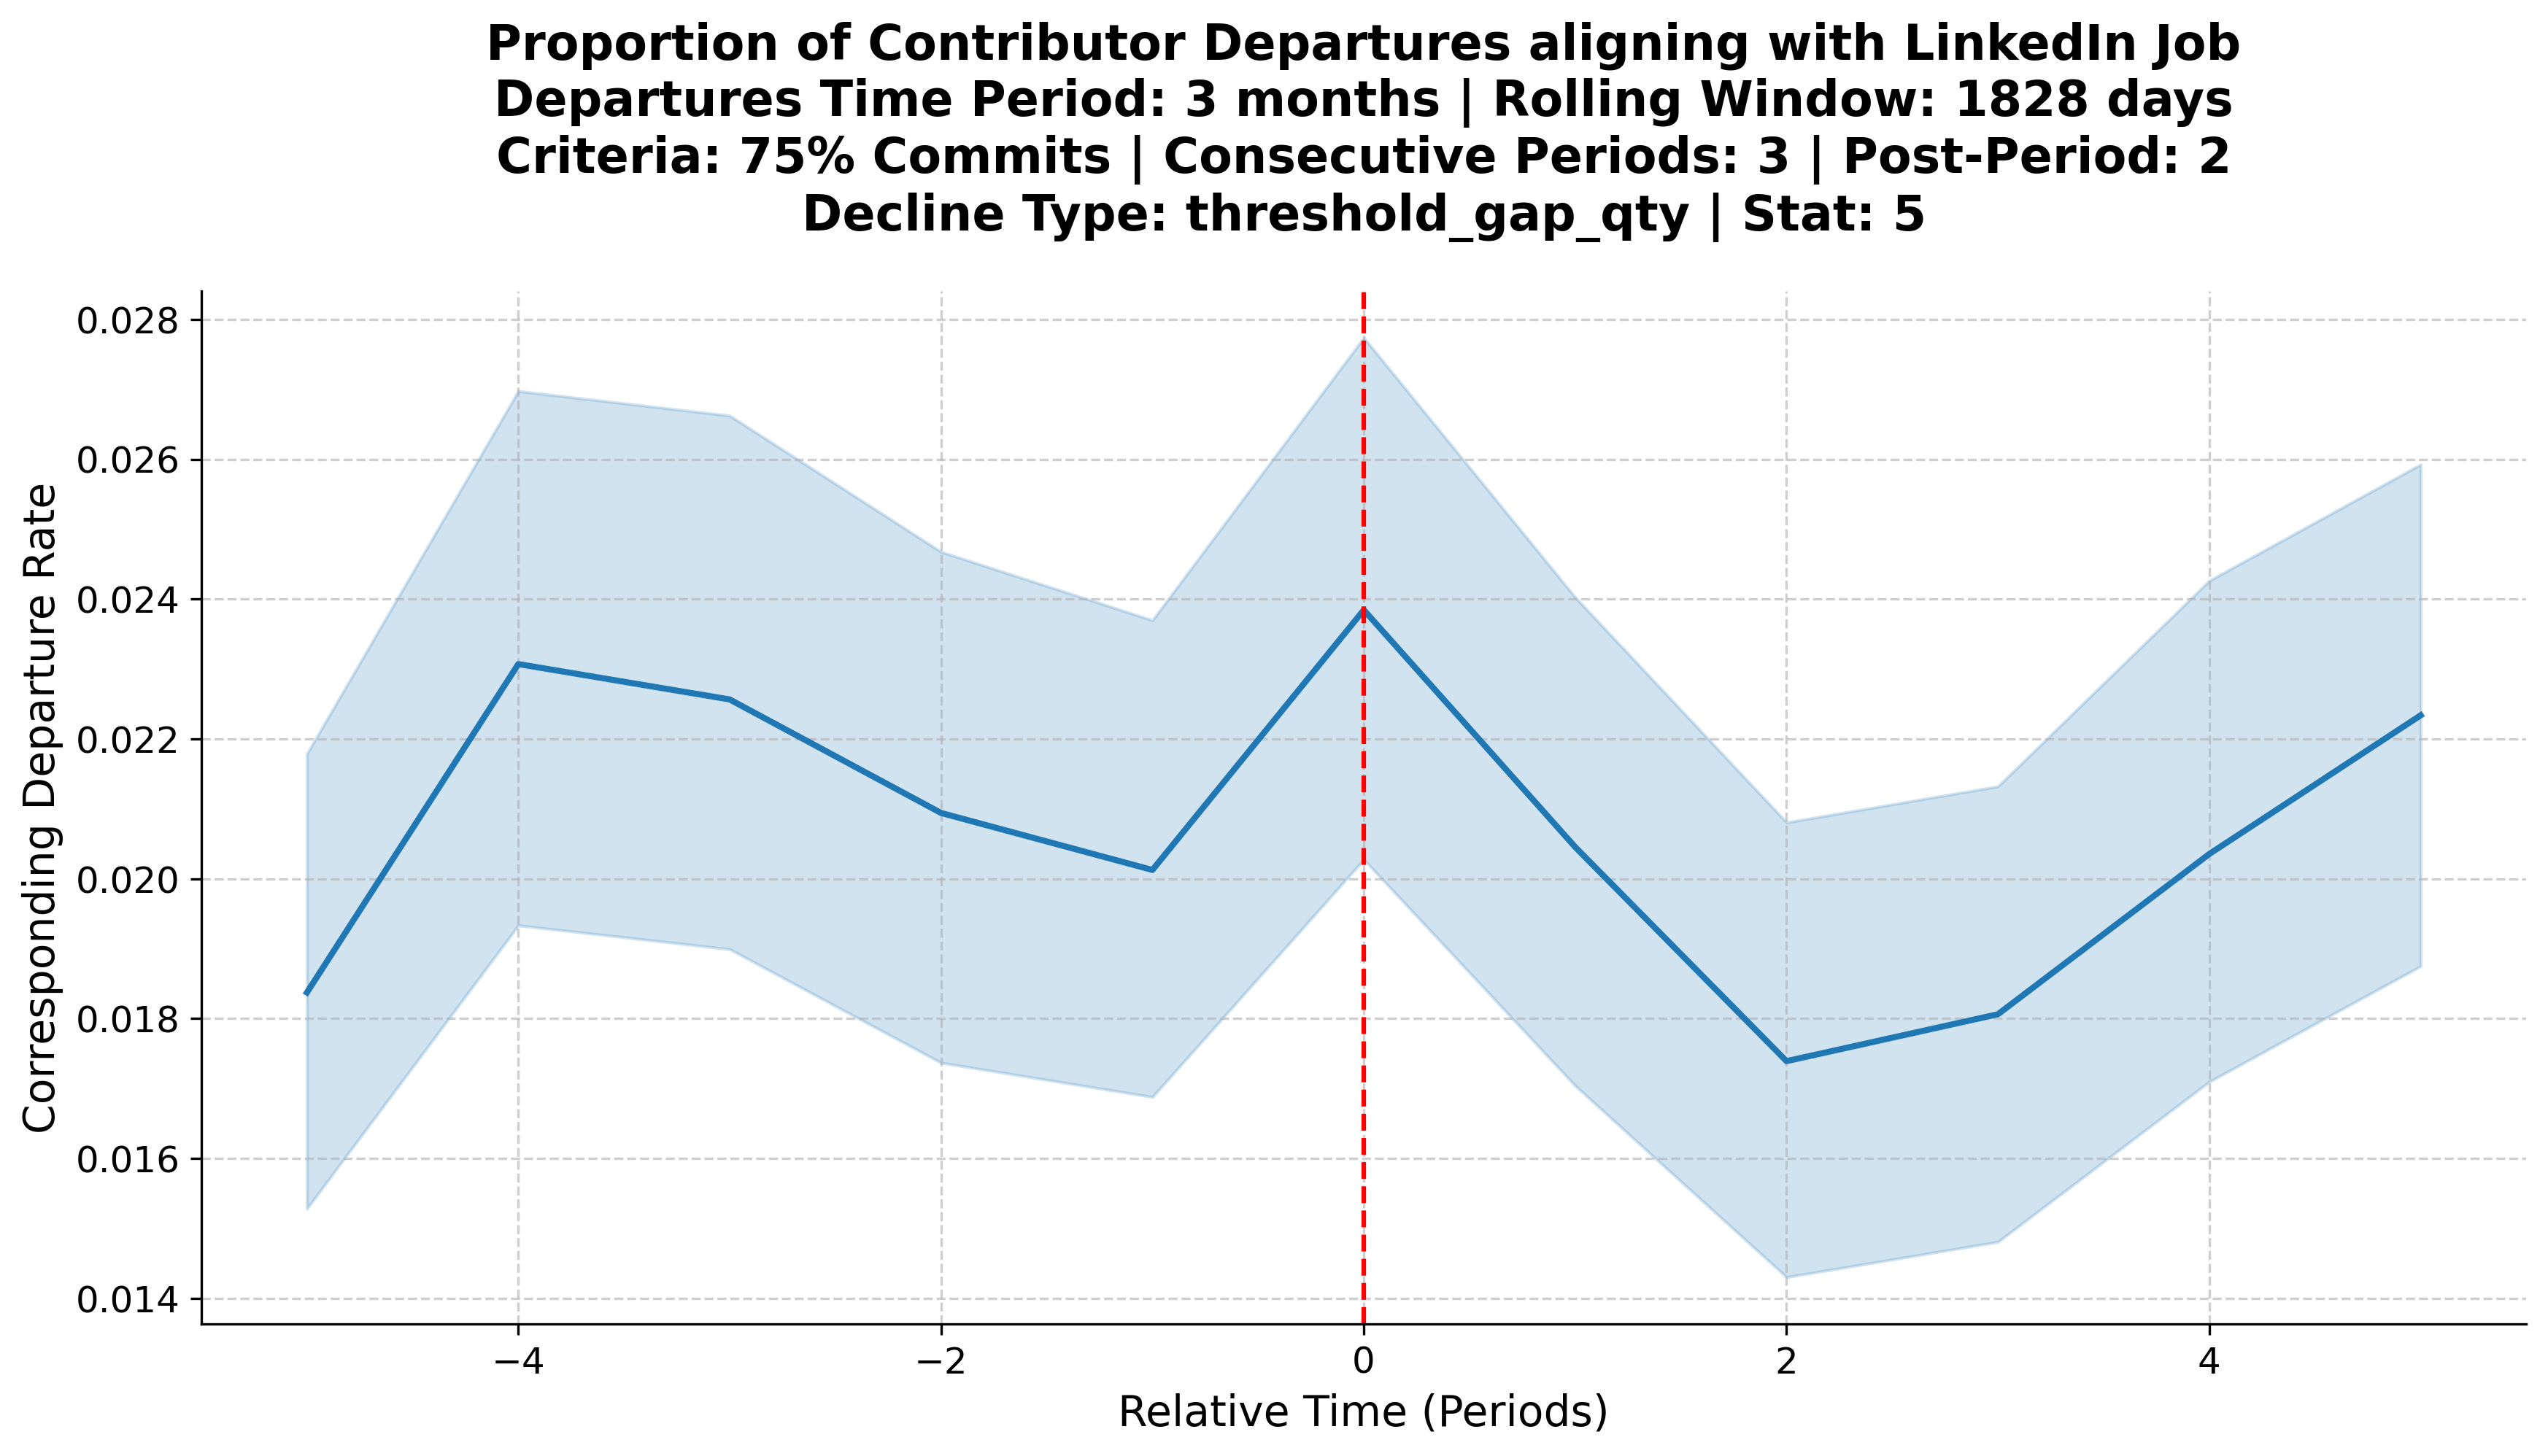 Proportion of Contributor Departures aligning with LinkedIn Job
Departures Time Period: 3 months | Rolling Window: 1828 days
Criteria: 75% Commits | Consecutive Periods: 3 | Post-Period: 2
Decline Type: threshold_gap_qty | Stat: 5
Corresponding Departure Rate
0.028
0.026
0.024
0.022
0.020
0.018
0.016
0.014
−4
−2
0
2
4
Relative Time (Periods)